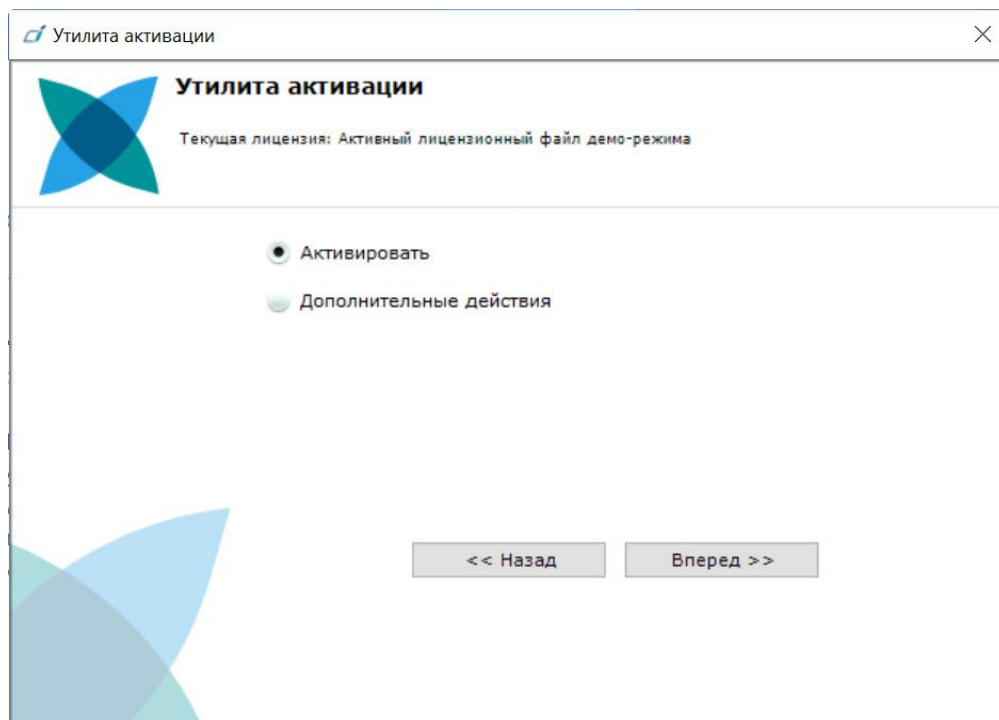 Утилита активации
Утилита активации
Текущая лицензия: Активный лицензионный файл демо-режима
Активировать
Дополнительные действия
<< Назад
Вперед >>